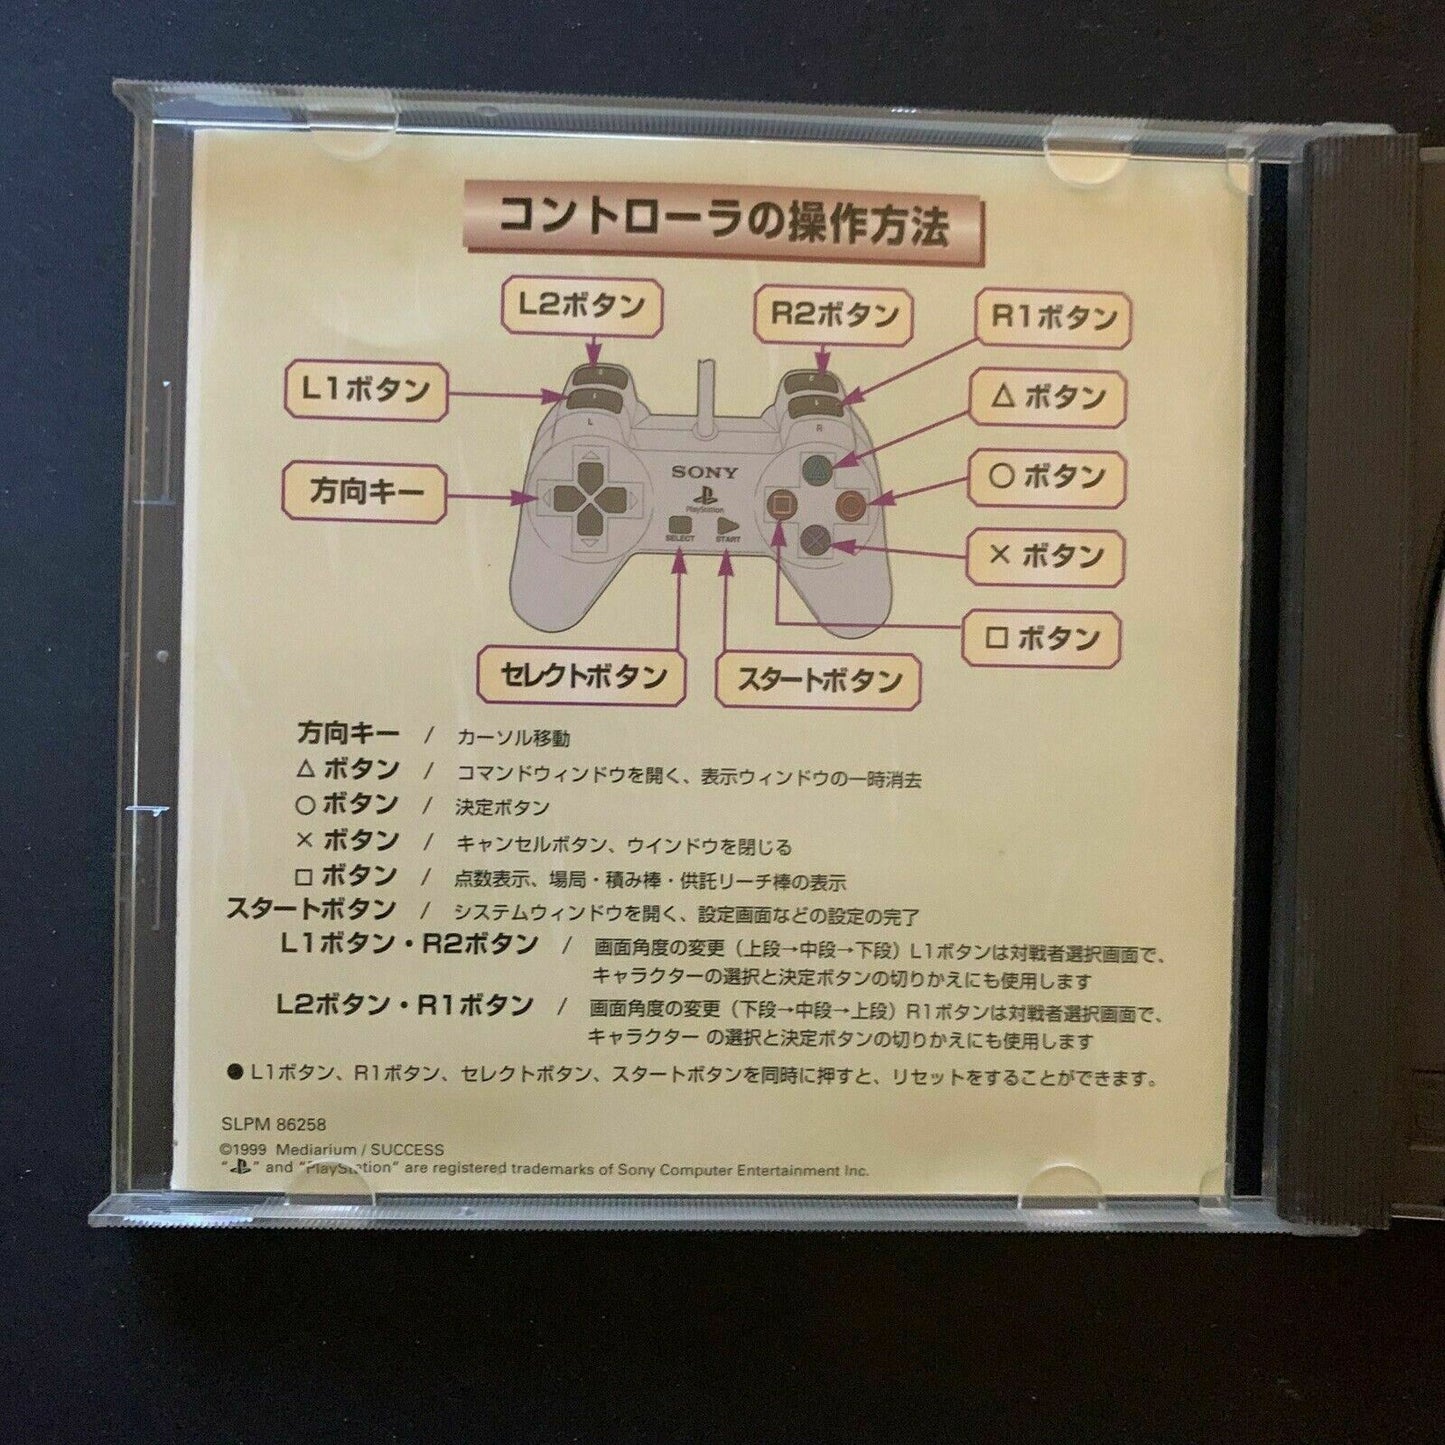 コントローラの操作方法
L2ボタン
R2ボタン
R1ボタン
L1ボタン
△ ボタン
○ ボタン
方向キー
× ボタン
□ ボタン
セレクトボタン
スタートボタン
L
R
SONY
PlayStation
SELECT
START
方向キー / カーソル移動
△ ボタン / コマンドウィンドウを開く、表示ウィンドウの一時消去
○ ボタン / 決定ボタン
× ボタン / キャンセルボタン、ウインドウを閉じる
□ ボタン / 点数表示、場局・積み棒・供託リーチ棒の表示
スタートボタン / システムウィンドウを開く、設定画面などの設定の完了
L1ボタン・R2ボタン / 画面角度の変更（上段→中段→下段）L1ボタンは対戦者選択画面で、
キャラクターの選択と決定ボタンの切りかえにも使用します
L2ボタン・R1ボタン / 画面角度の変更（下段→中段→上段）R1ボタンは対戦者選択画面で、
キャラクター の選択と決定ボタンの切りかえにも使用します
● L1ボタン、R1ボタン、セレクトボタン、スタートボタンを同時に押すと、リセットをすることができます。
SLPM 86258
©1999 Mediarium / SUCCESS
" " and "PlayStation" are registered trademarks of Sony Computer Entertainment Inc.